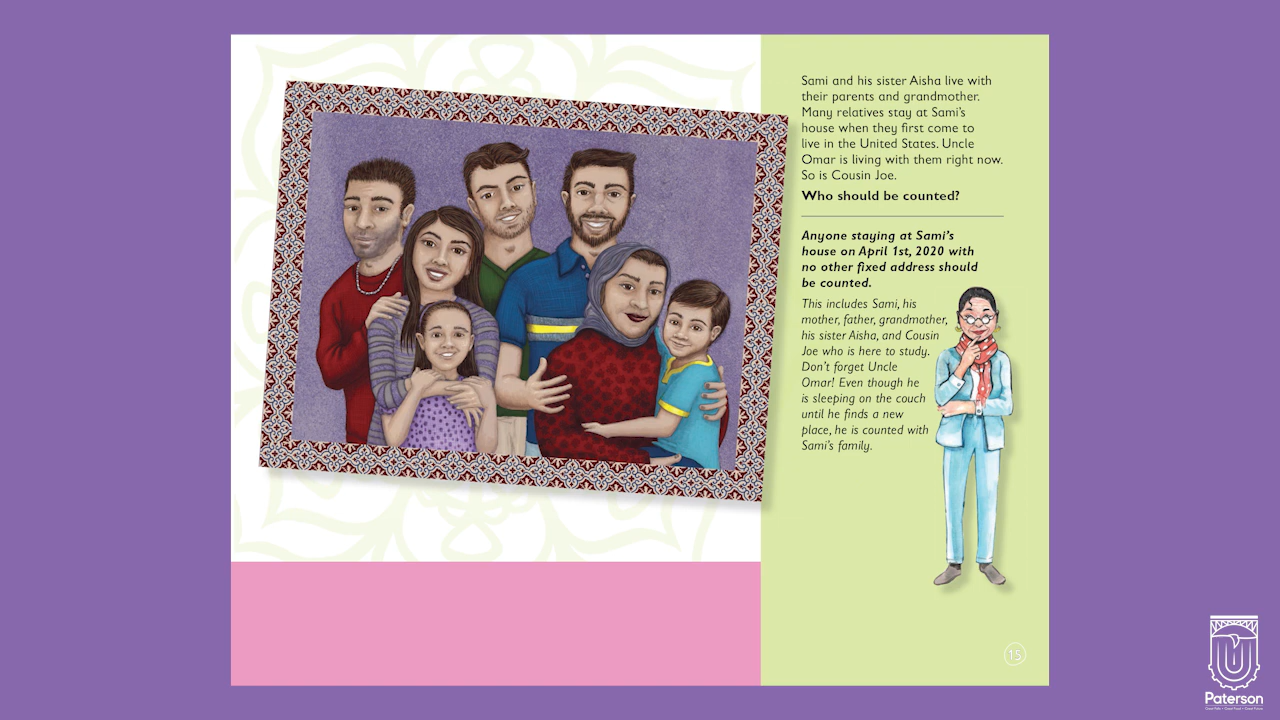 Sami and his sister Aisha live with
their parents and grandmother.
Many relatives stay at Sami's
house when they first come to
live in the United States. Uncle
Omar is living with them right now.
So is Cousin Joe.
Who should be counted?
Anyone staying at Sami's
house on April 1st, 2020 with
no other fixed address should
be counted.
This includes Sami, his
mother, father, grandmother,
his sister Aisha, and Cousin
Joe who is here to study.
Don't forget Uncle
Omar! Even though he
is sleeping on the couch
until he finds a new
place, he is counted with
Sami's family.
15
Paterson